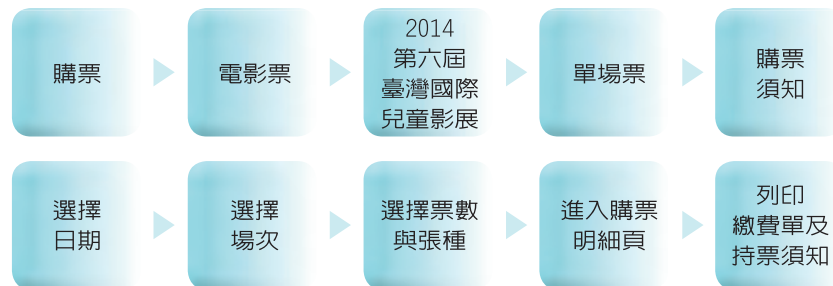 購票
電影票
2014
第六屆
臺灣國際
兒童影展
單場票
購票
須知
選擇
日期
選擇
場次
選擇票數
與張種
進入購票
明細頁
列印
繳費單及
持票須知